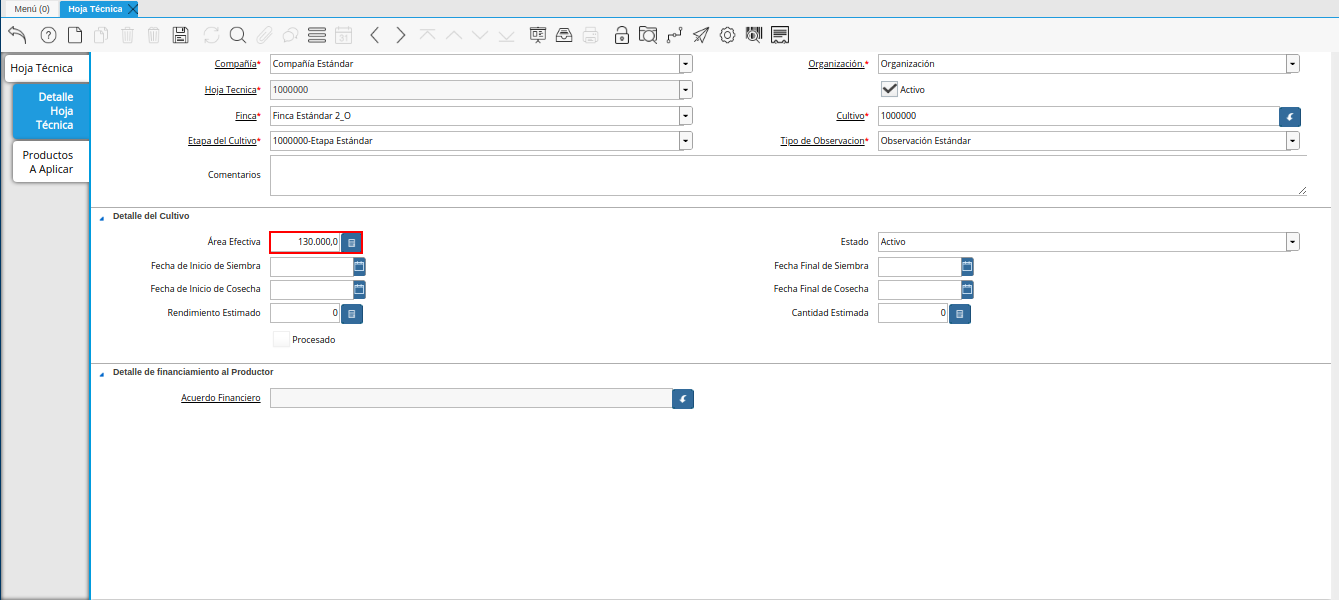 Menú (0)
Hoja Técnica
31
Hoja Técnica
Detalle
Hoja
Técnica
Productos
A Aplicar
Compañía* Compañía Estándar
Organización.* Organización
Hoja Tecnica* 1000000
Activo
Finca* Finca Estándar 2_O
Cultivo* 1000000
Etapa del Cultivo* 1000000-Etapa Estándar
Tipo de Observacion* Observación Estándar
Comentarios
Detalle del Cultivo
Área Efectiva 130.000,0
Estado Activo
Fecha de Inicio de Siembra
Fecha Final de Siembra
Fecha de Inicio de Cosecha
Fecha Final de Cosecha
Rendimiento Estimado 0
Cantidad Estimada 0
Procesado
Detalle de financiamiento al Productor
Acuerdo Financiero